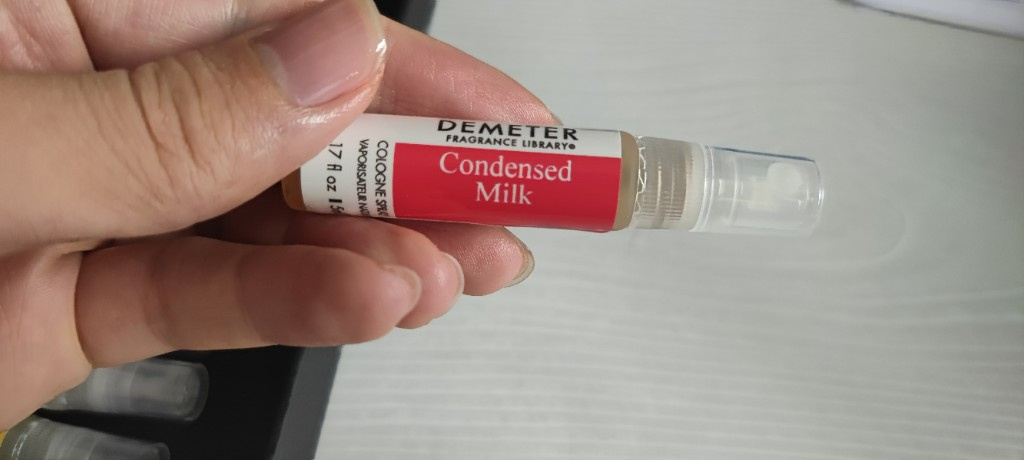 DEMETER
FRAGRANCE LIBRARY®
Condensed
Milk
COLOGNE
VAPORISATEUR
17 fl oz